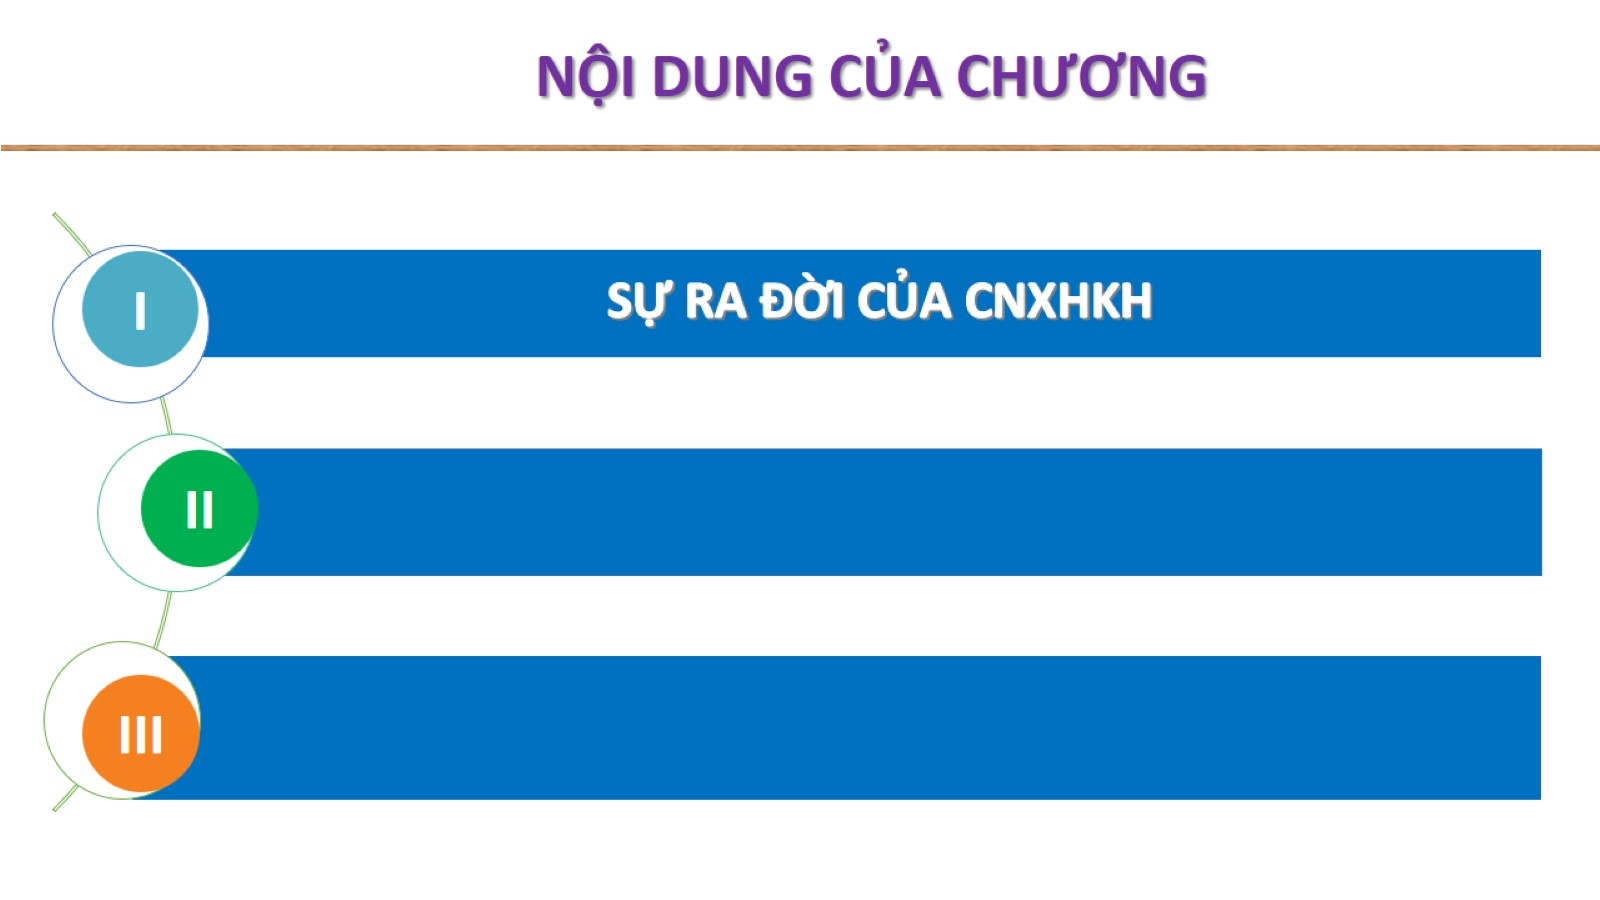 NỘI DUNG CỦA CHƯƠNG
I
SỰ RA ĐỜI CỦA CNXHKH
II
III